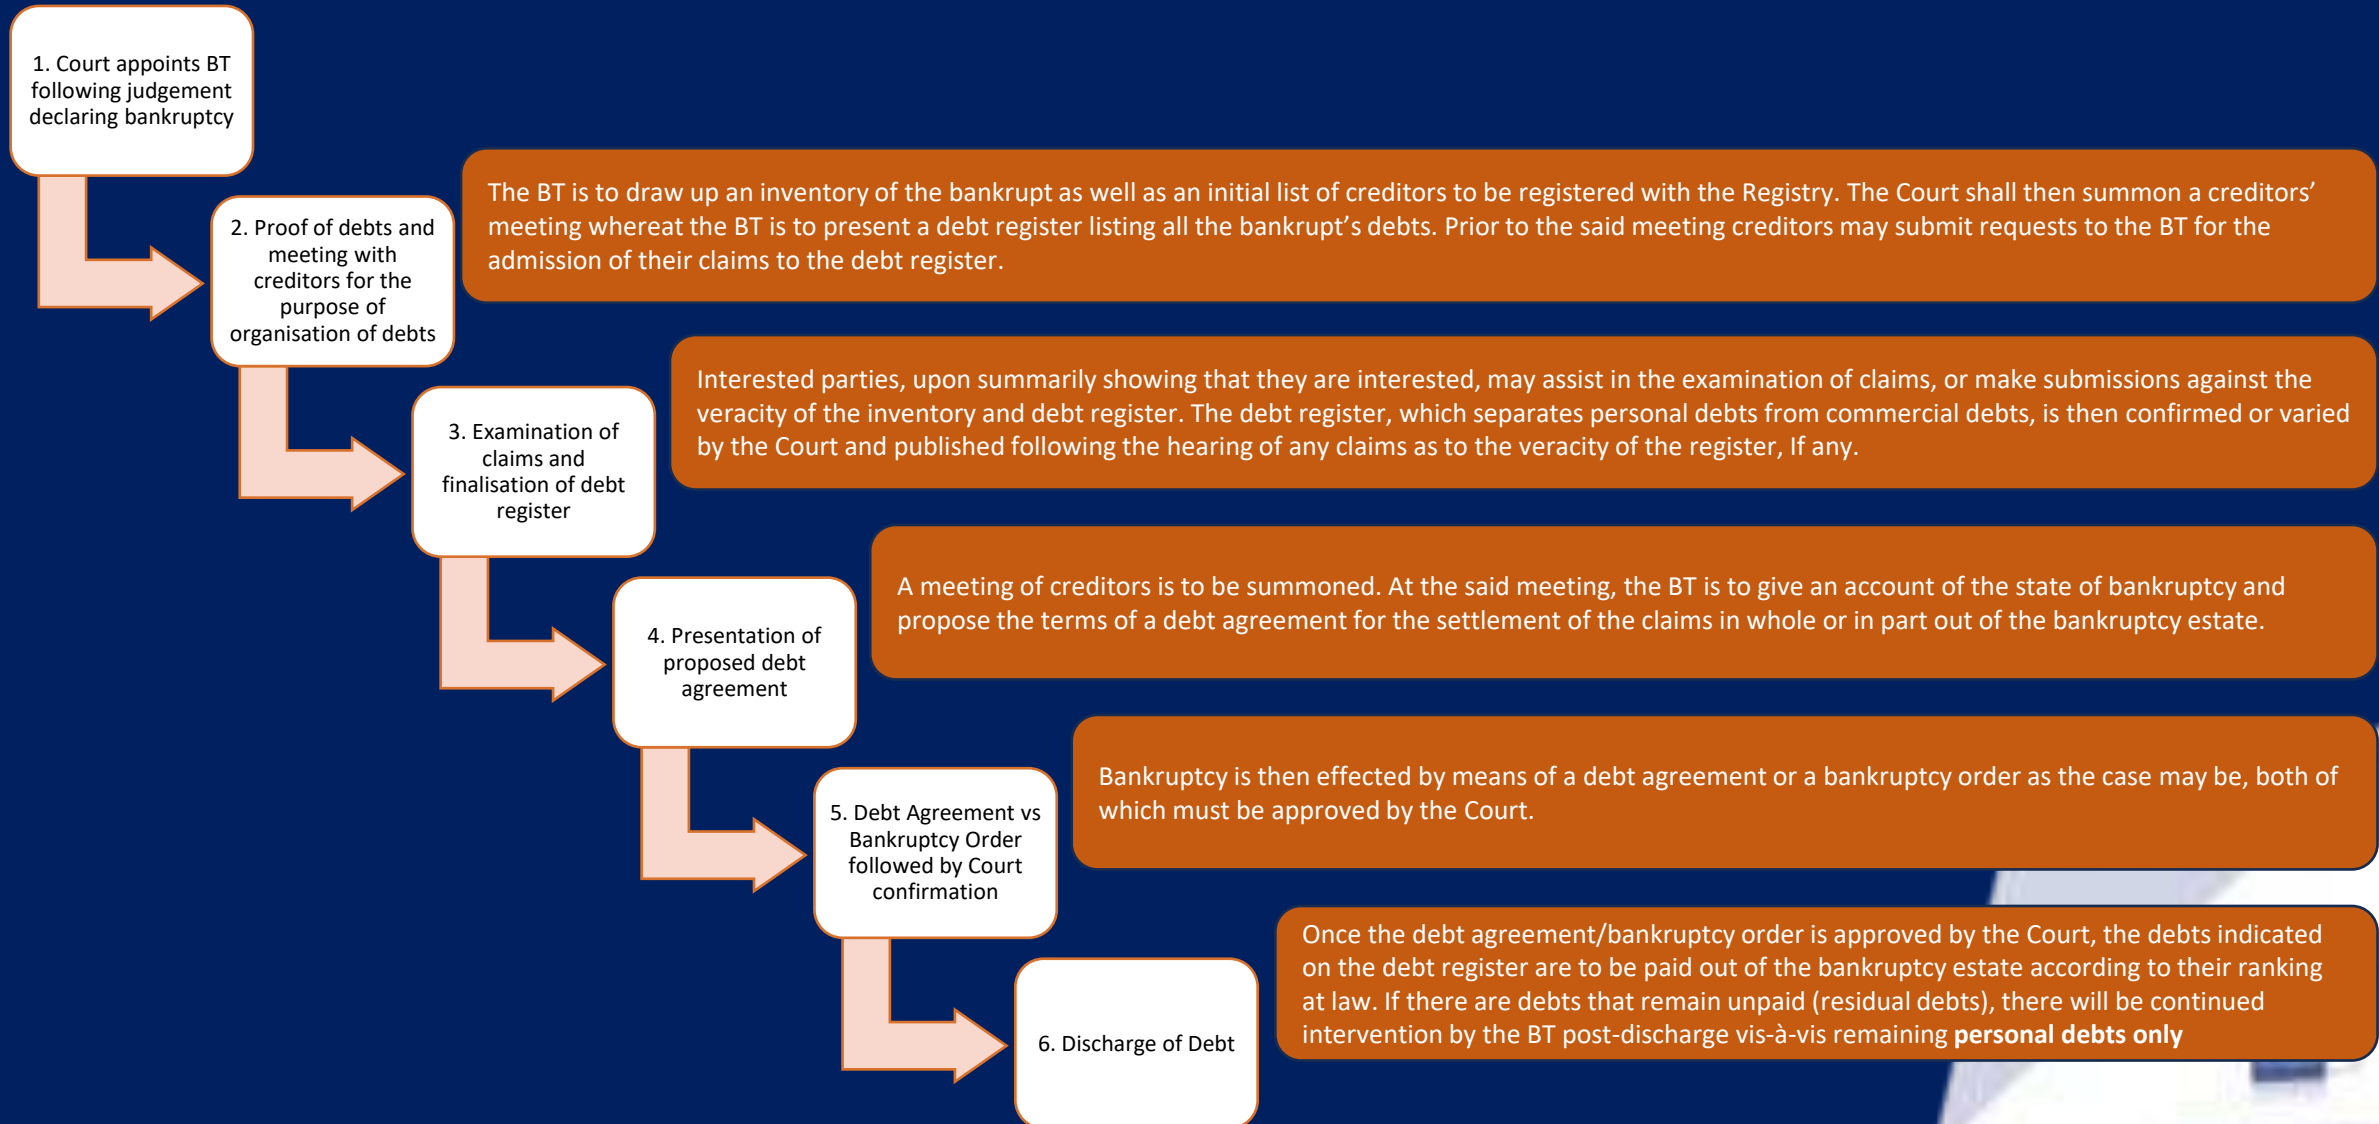 1. Court appoints BT
following judgement
declaring bankruptcy
2. Proof of debts and
meeting with
creditors for the
purpose of
organisation of debts
The BT is to draw up an inventory of the bankrupt as well as an initial list of creditors to be registered with the Registry. The Court shall then summon a creditors’
meeting whereat the BT is to present a debt register listing all the bankrupt’s debts. Prior to the said meeting creditors may submit requests to the BT for the
admission of their claims to the debt register.
3. Examination of
claims and
finalisation of debt
register
Interested parties, upon summarily showing that they are interested, may assist in the examination of claims, or make submissions against the
veracity of the inventory and debt register. The debt register, which separates personal debts from commercial debts, is then confirmed or varied
by the Court and published following the hearing of any claims as to the veracity of the register, If any.
4. Presentation of
proposed debt
agreement
A meeting of creditors is to be summoned. At the said meeting, the BT is to give an account of the state of bankruptcy and
propose the terms of a debt agreement for the settlement of the claims in whole or in part out of the bankruptcy estate.
5. Debt Agreement vs
Bankruptcy Order
followed by Court
confirmation
Bankruptcy is then effected by means of a debt agreement or a bankruptcy order as the case may be, both of
which must be approved by the Court.
6. Discharge of Debt
Once the debt agreement/bankruptcy order is approved by the Court, the debts indicated
on the debt register are to be paid out of the bankruptcy estate according to their ranking
at law. If there are debts that remain unpaid (residual debts), there will be continued
intervention by the BT post-discharge vis-à-vis remaining personal debts only